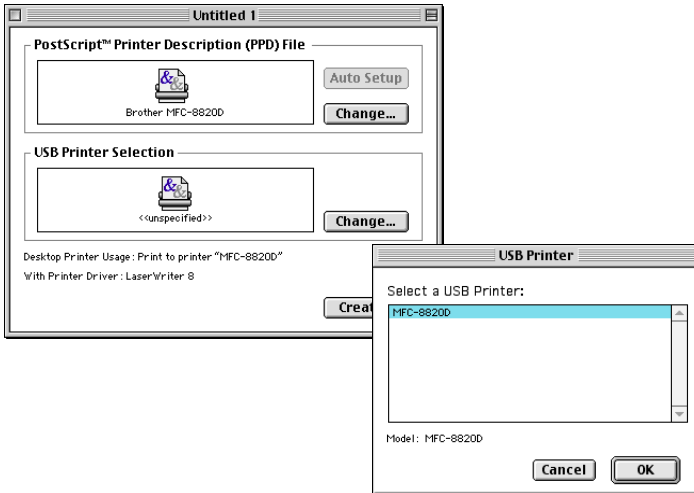 Untitled 1
PostScript™ Printer Description (PPD) File
Auto Setup
Brother MFC-8820D
Change...
USB Printer Selection
<<unspecified>>
Change...
Desktop Printer Usage: Print to printer “MFC-8820D”
With Printer Driver: LaserWriter 8
Creat
USB Printer
Select a USB Printer:
MFC-8820D
Model: MFC-8820D
Cancel
OK